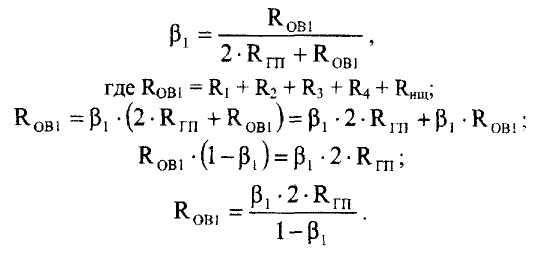 β₁ = R_ОВ1 / (2·R_ГП + R_ОВ1) ,
где R_ОВ1 = R₁ + R₂ + R₃ + R₄ + R_нщ;
R_ОВ1 = β₁·(2·R_ГП + R_ОВ1) = β₁·2·R_ГП + β₁·R_ОВ1 ;
R_ОВ1·(1−β₁) = β₁·2·R_ГП ;
R_ОВ1 = β₁·2·R_ГП / (1−β₁) .